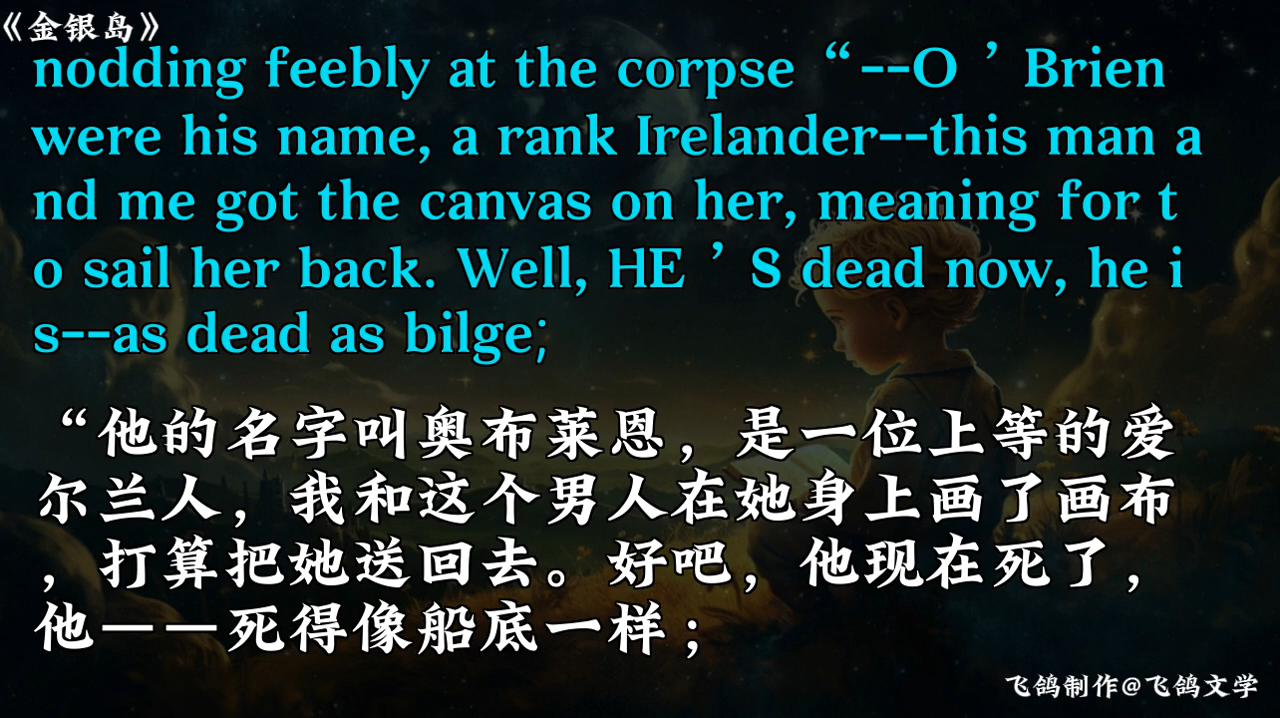 《金银岛》
nodding feebly at the corpse“--O’Brien
were his name, a rank Irelander--this man a
nd me got the canvas on her, meaning for t
o sail her back. Well, HE’S dead now, he i
s--as dead as bilge;
“他的名字叫奥布莱恩，是一位上等的爱
尔兰人，我和这个男人在她身上画了画布
，打算把她送回去。好吧，他现在死了，
他——死得像船底一样；
飞鸽制作@飞鸽文学